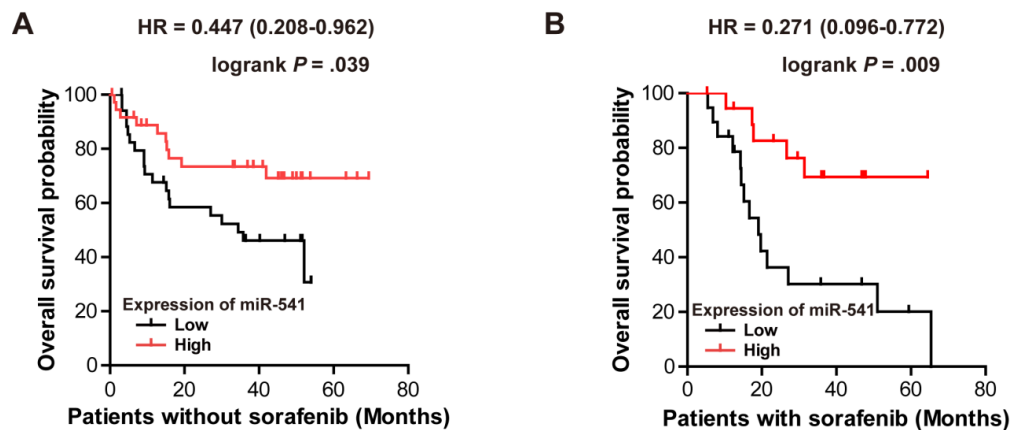 A
HR = 0.447 (0.208-0.962)
logrank P = .039
Overall survival probability
100
80
60
40
20
0
Expression of miR-541
Low
High
0 20 40 60 80
Patients without sorafenib (Months)
B
HR = 0.271 (0.096-0.772)
logrank P = .009
Overall survival probability
100
80
60
40
20
0
Expression of miR-541
Low
High
0 20 40 60 80
Patients with sorafenib (Months)